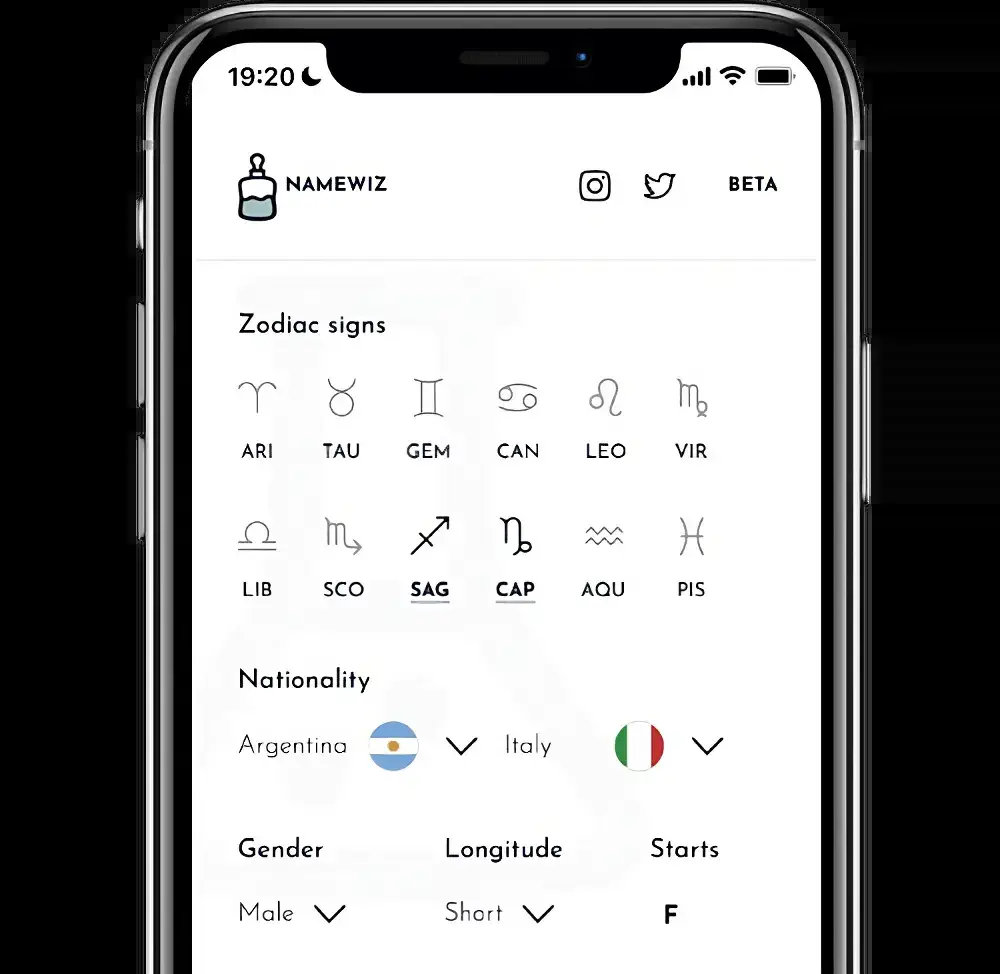 19:20
NAMEWIZ BETA
Zodiac signs
ARI TAU GEM CAN LEO VIR
LIB SCO SAG CAP AQU PIS
Nationality
Argentina Italy
Gender Longitude Starts
Male Short F